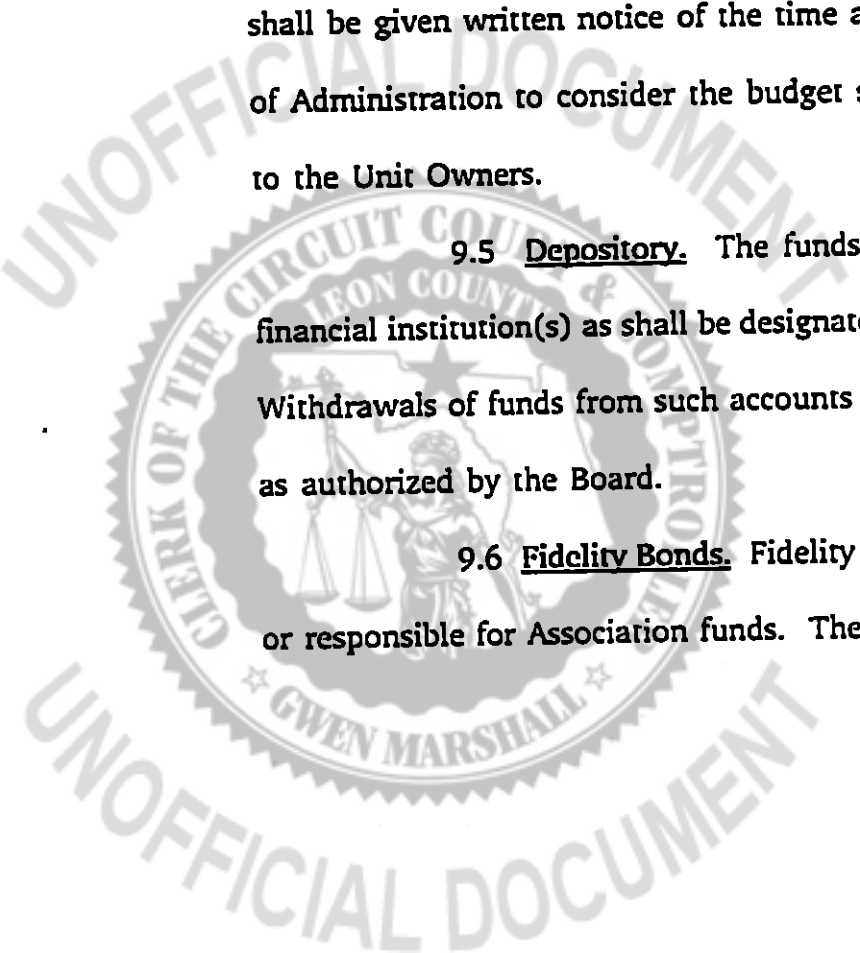 shall be given written notice of the time
of Administration to consider the budget
to the Unit Owners.
9.5 Depository. The funds
financial institution(s) as shall be
Withdrawals of funds from such accounts
as authorized by the Board.
9.6 Fidelity Bonds. Fidelity
or responsible for Association funds. The
UNOFFICIAL DOCUMENT
CLERK OF THE CIRCUIT COURT & COMPTROLLER
LEON COUNTY
GWEN MARSHALL
UNOFFICIAL DOCUMENT